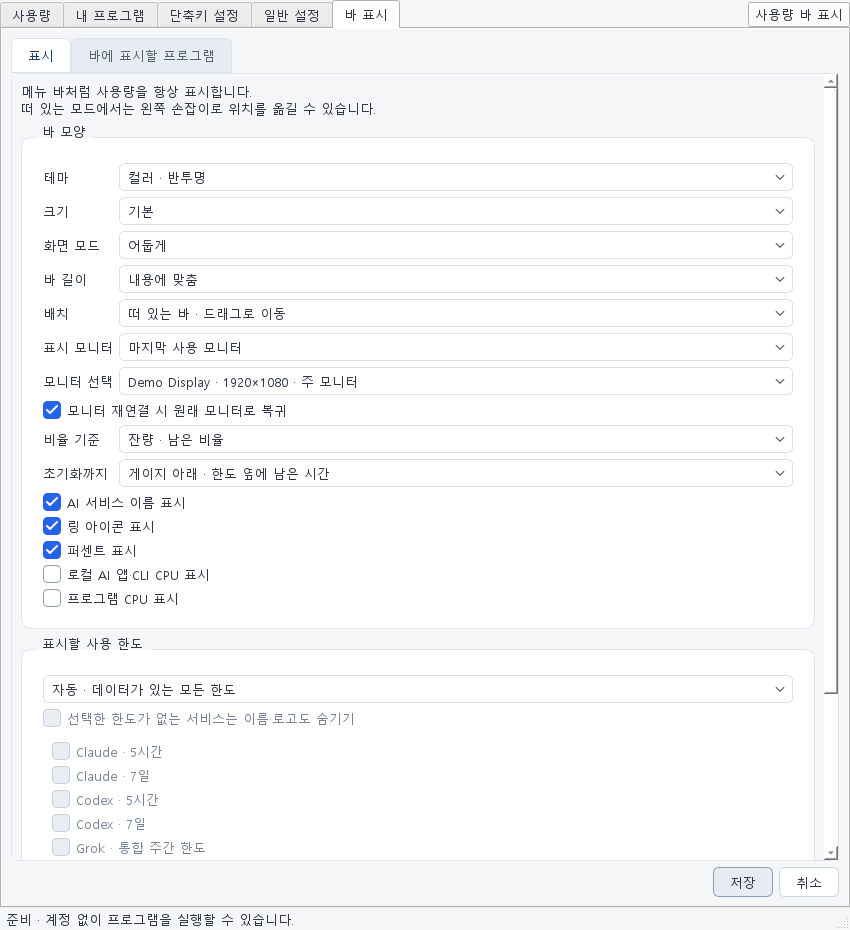 사용량
내 프로그램
단축키 설정
일반 설정
바 표시
사용량 바 표시
표시
바에 표시할 프로그램
메뉴 바처럼 사용량을 항상 표시합니다.
떠 있는 모드에서는 왼쪽 손잡이로 위치를 옮길 수 있습니다.
바 모양
테마 컬러 · 반투명
크기 기본
화면 모드 어둡게
바 길이 내용에 맞춤
배치 떠 있는 바 · 드래그로 이동
표시 모니터 마지막 사용 모니터
모니터 선택 Demo Display · 1920×1080 · 주 모니터
모니터 재연결 시 원래 모니터로 복귀
비율 기준 잔량 · 남은 비율
초기화까지 게이지 아래 · 한도 옆에 남은 시간
AI 서비스 이름 표시
링 아이콘 표시
퍼센트 표시
로컬 AI 앱·CLI CPU 표시
프로그램 CPU 표시
표시할 사용 한도
자동 · 데이터가 있는 모든 한도
선택한 한도가 없는 서비스는 이름·로고도 숨기기
Claude · 5시간
Claude · 7일
Codex · 5시간
Codex · 7일
Grok · 통합 주간 한도
저장
취소
준비 · 계정 없이 프로그램을 실행할 수 있습니다.